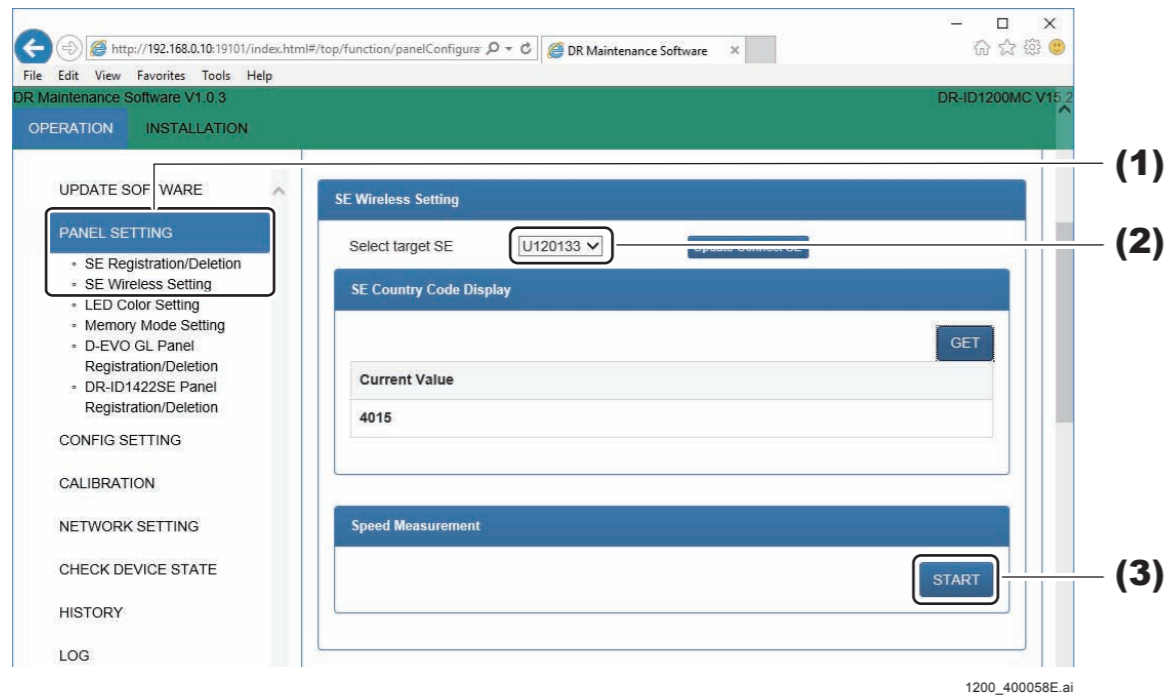 http://192.168.0.10:19101/index.html#/top/function/panelConfigura
DR Maintenance Software
File Edit View Favorites Tools Help
DR Maintenance Software V1.0.3
DR-ID1200MC V15.2
OPERATION INSTALLATION
UPDATE SOFTWARE
PANEL SETTING
SE Registration/Deletion
SE Wireless Setting
LED Color Setting
Memory Mode Setting
D-EVO GL Panel
Registration/Deletion
DR-ID1422SE Panel
Registration/Deletion
CONFIG SETTING
CALIBRATION
NETWORK SETTING
CHECK DEVICE STATE
HISTORY
LOG
SE Wireless Setting
Select target SE U120133 Update Connect SE
SE Country Code Display
GET
Current Value
4015
Speed Measurement
START
(1)
(2)
(3)
1200_400058E.ai